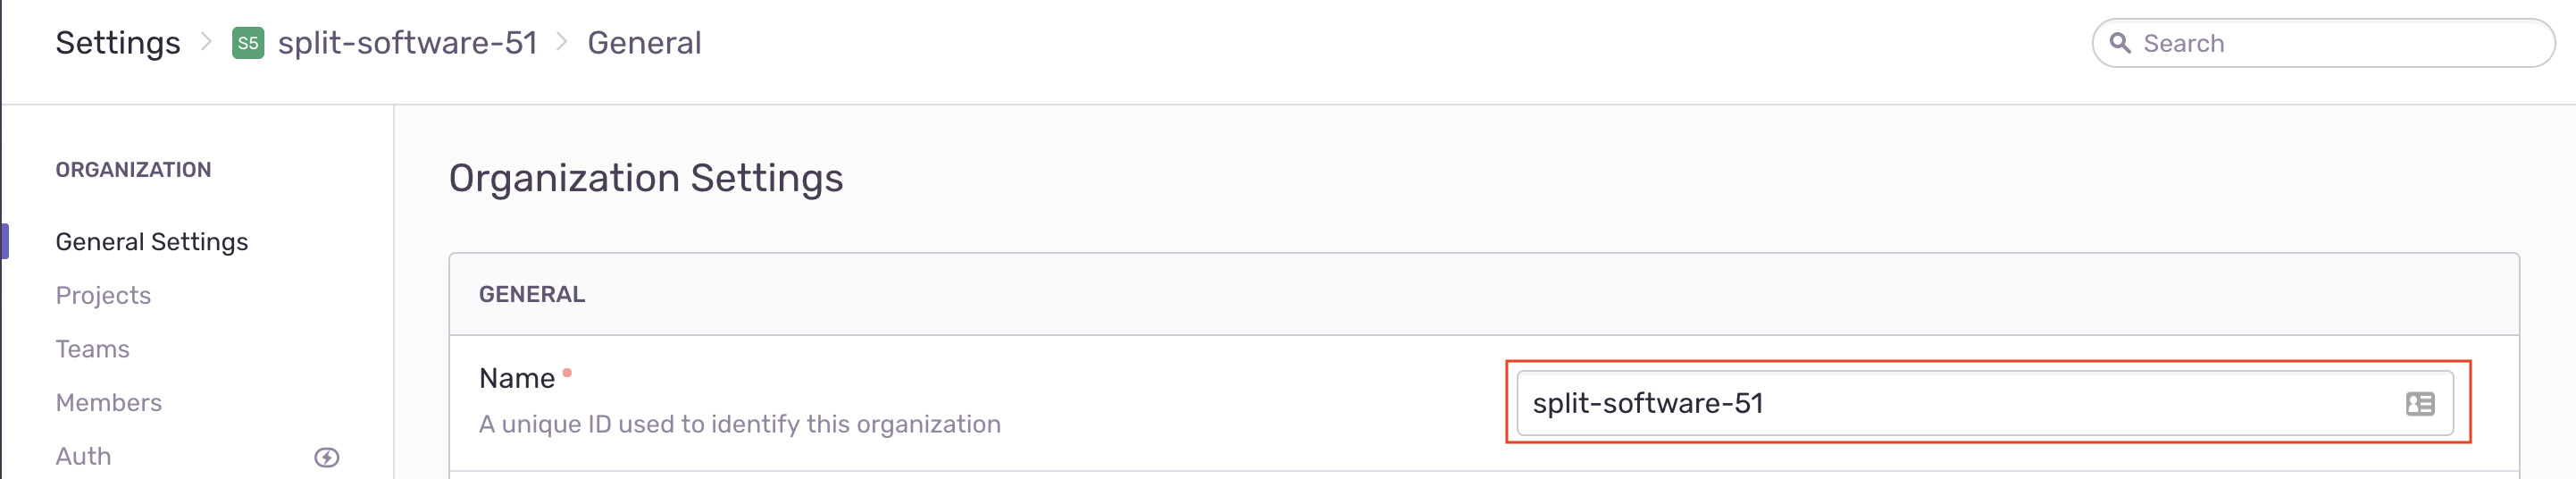 Settings > S5 split-software-51 > General
Search
ORGANIZATION
General Settings
Projects
Teams
Members
Auth
Organization Settings
GENERAL
Name
A unique ID used to identify this organization
split-software-51